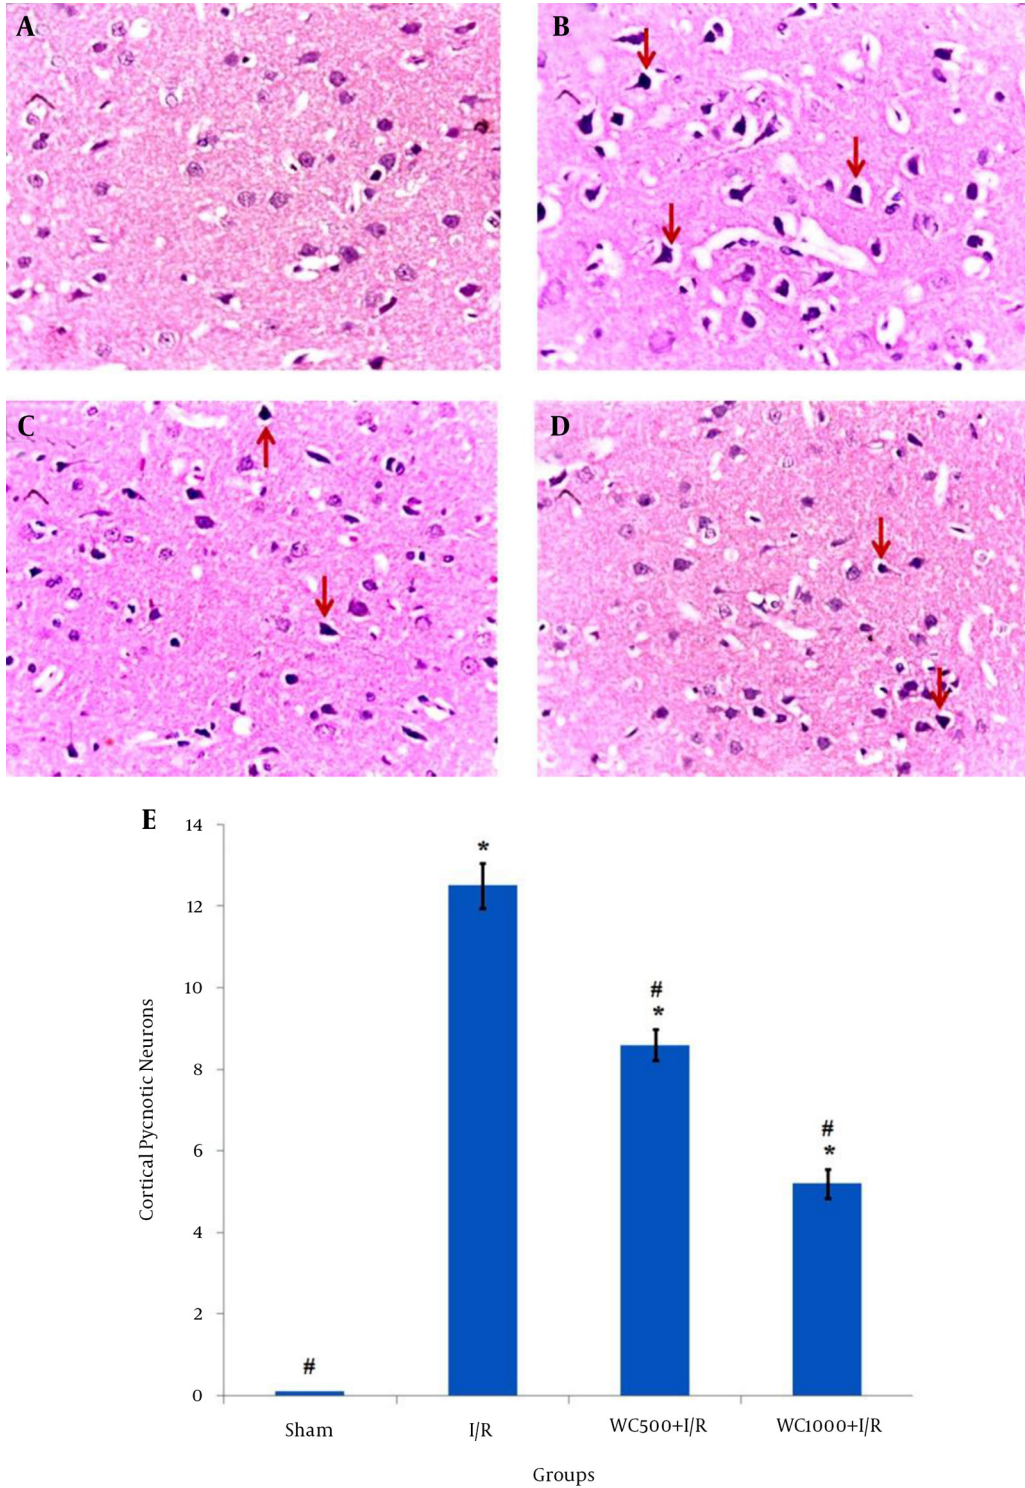 A
B
C
D
E
14
12
10
8
6
4
2
0
Cortical Pycnotic Neurons
#
*
#
*
#
*
Sham
I/R
WC500+I/R
WC1000+I/R
Groups